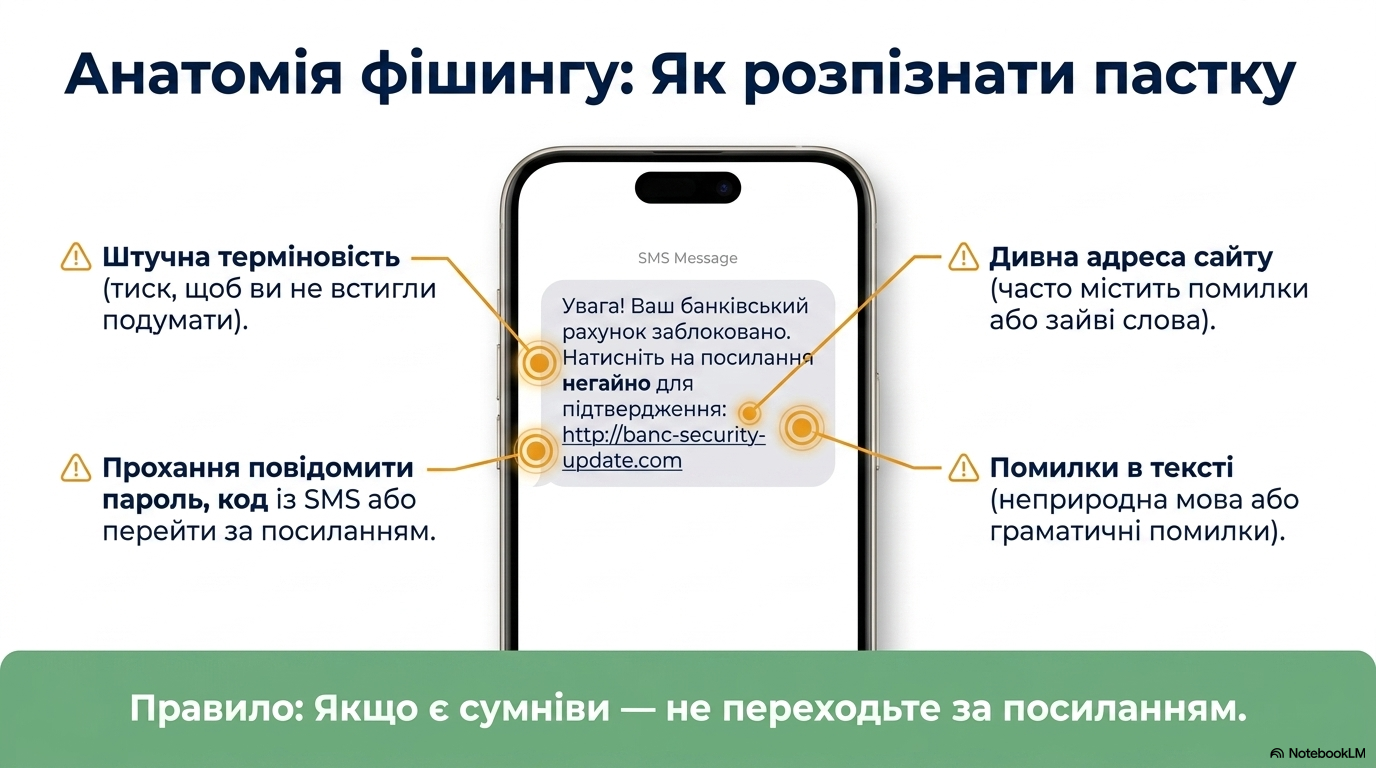 Анатомія фішингу: Як розпізнати пастку
Штучна терміновість
(тиск, щоб ви не встигли
подумати).
Прохання повідомити
пароль, код із SMS або
перейти за посиланням.
SMS Message
Увага! Ваш банківський
рахунок заблоковано.
Натисніть на посилання
негайно для
підтвердження:
http://banc-security-
update.com
Дивна адреса сайту
(часто містить помилки
або зайві слова).
Помилки в тексті
(неприродна мова або
граматичні помилки).
Правило: Якщо є сумніви — не переходьте за посиланням.
NotebookLM